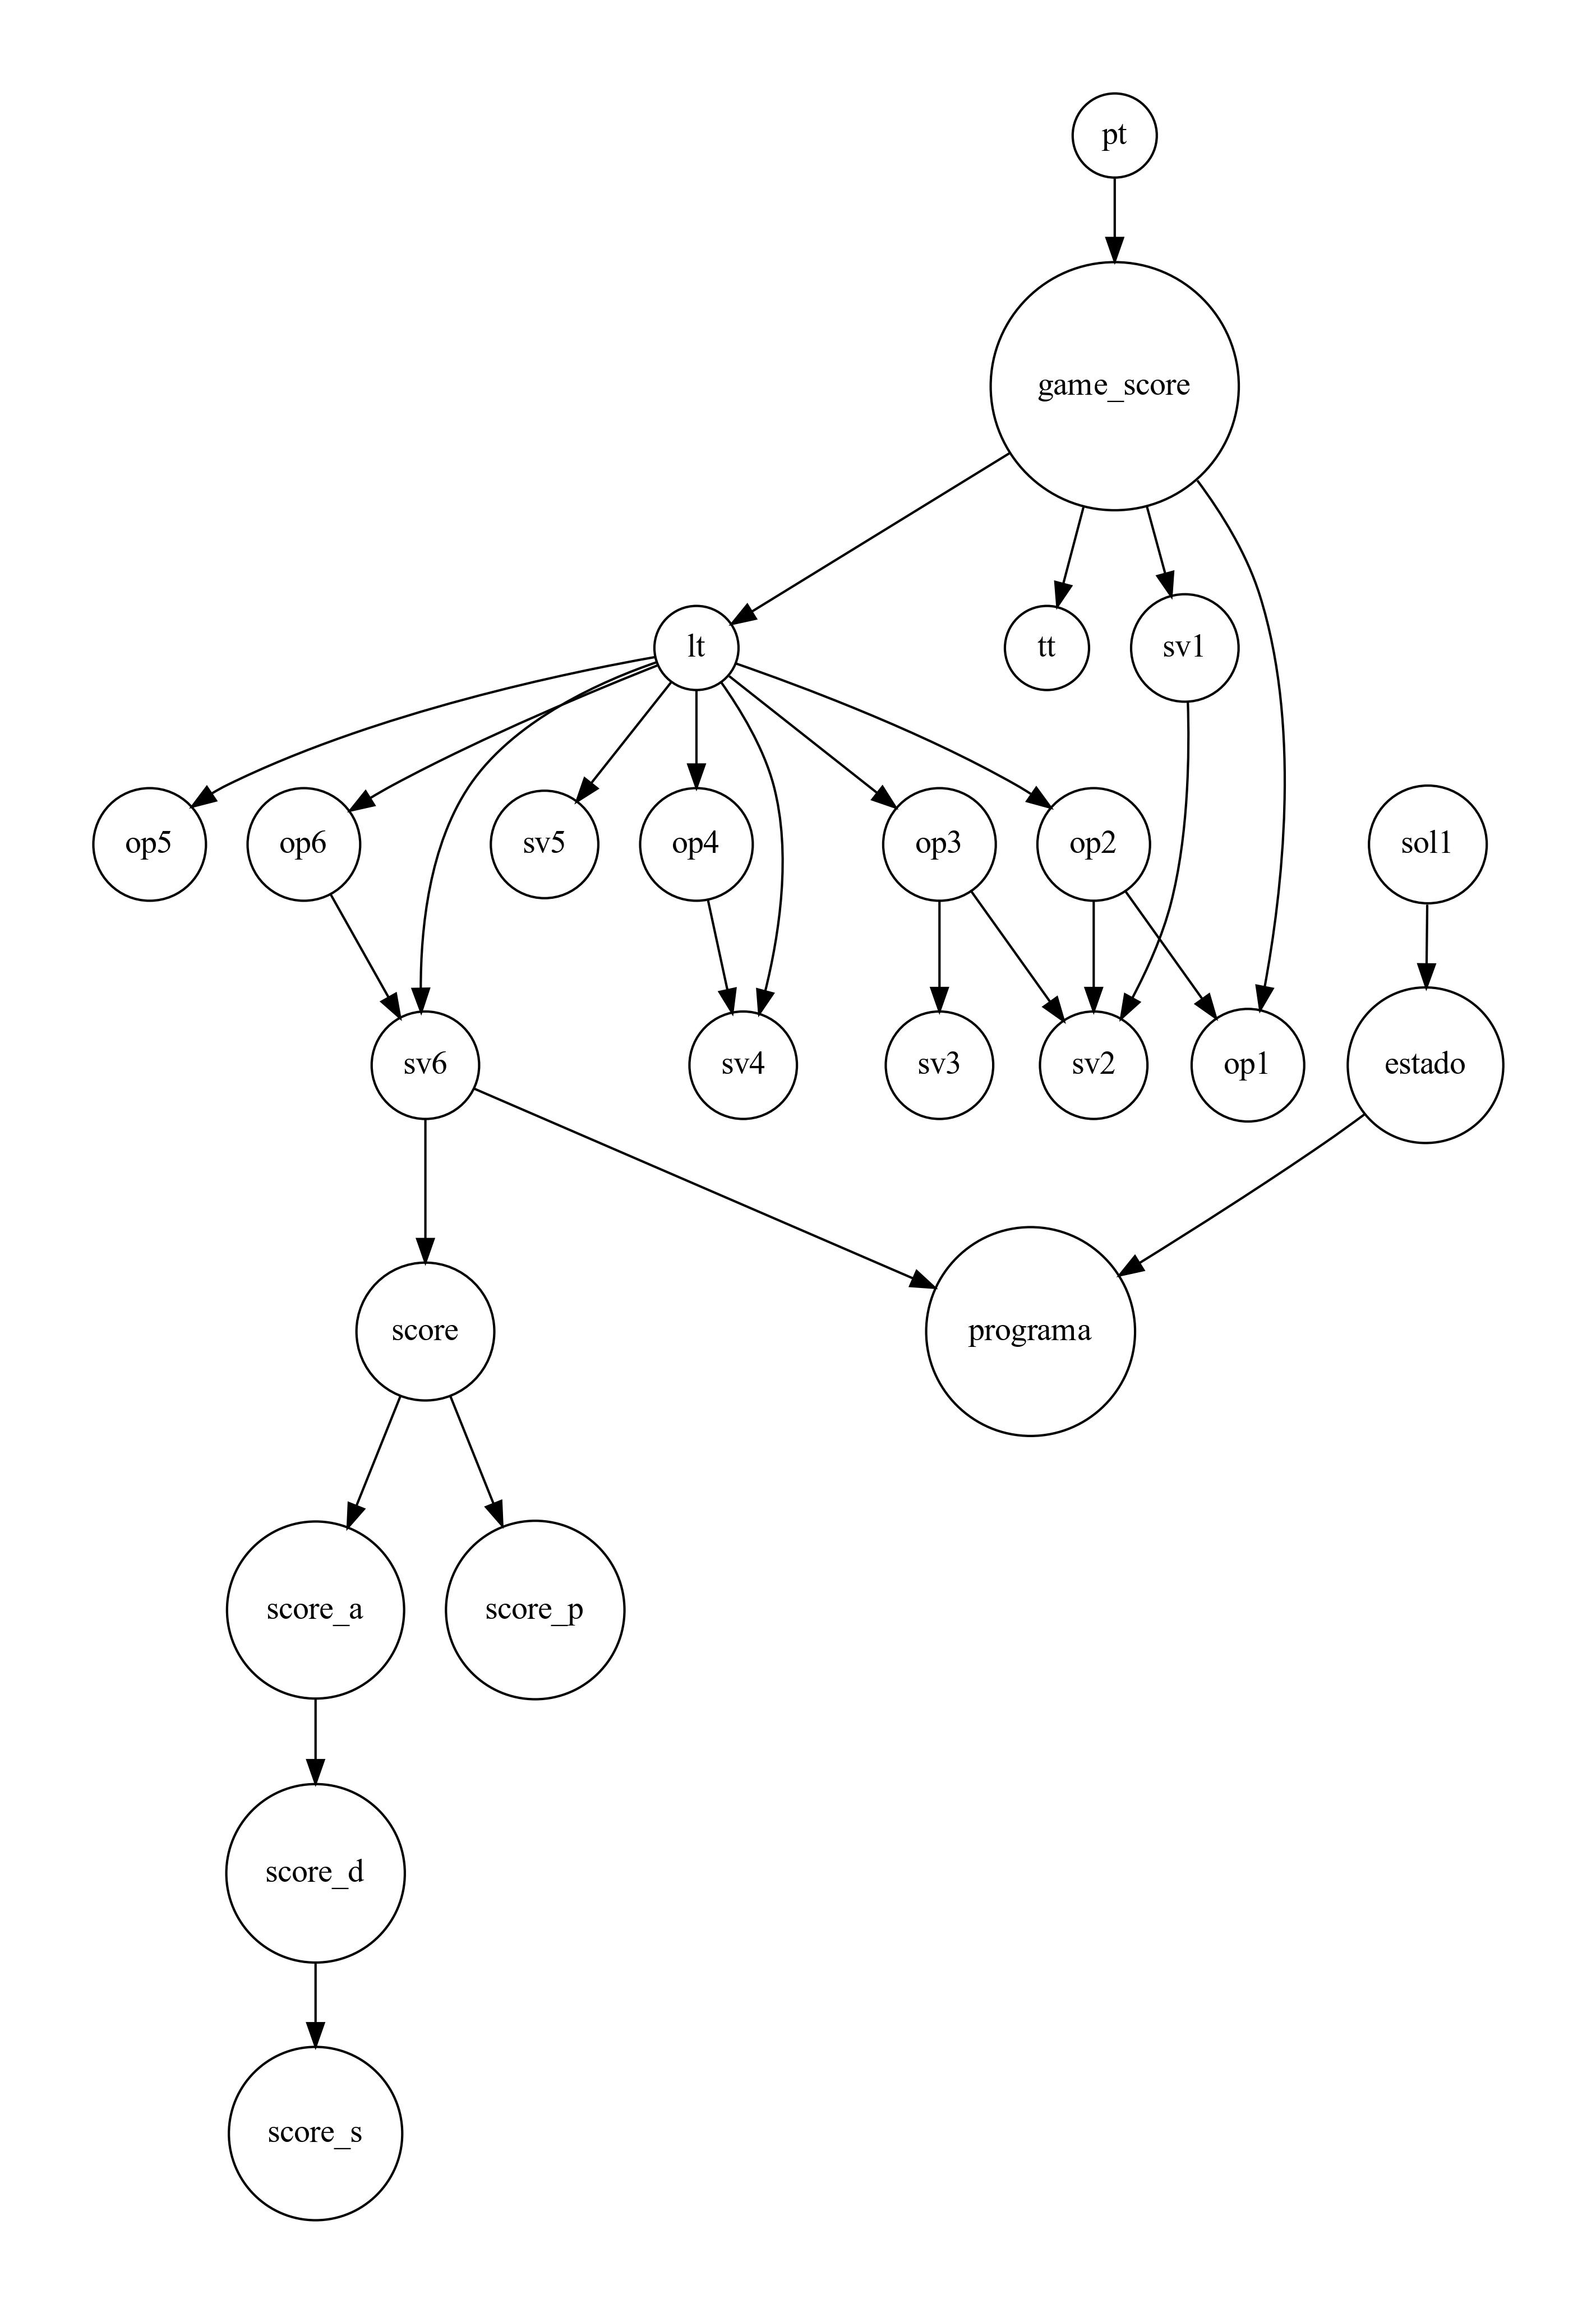 pt
game_score
lt
tt
sv1
op5
op6
sv5
op4
op3
op2
sol1
sv6
sv4
sv3
sv2
op1
estado
score
programa
score_a
score_p
score_d
score_s